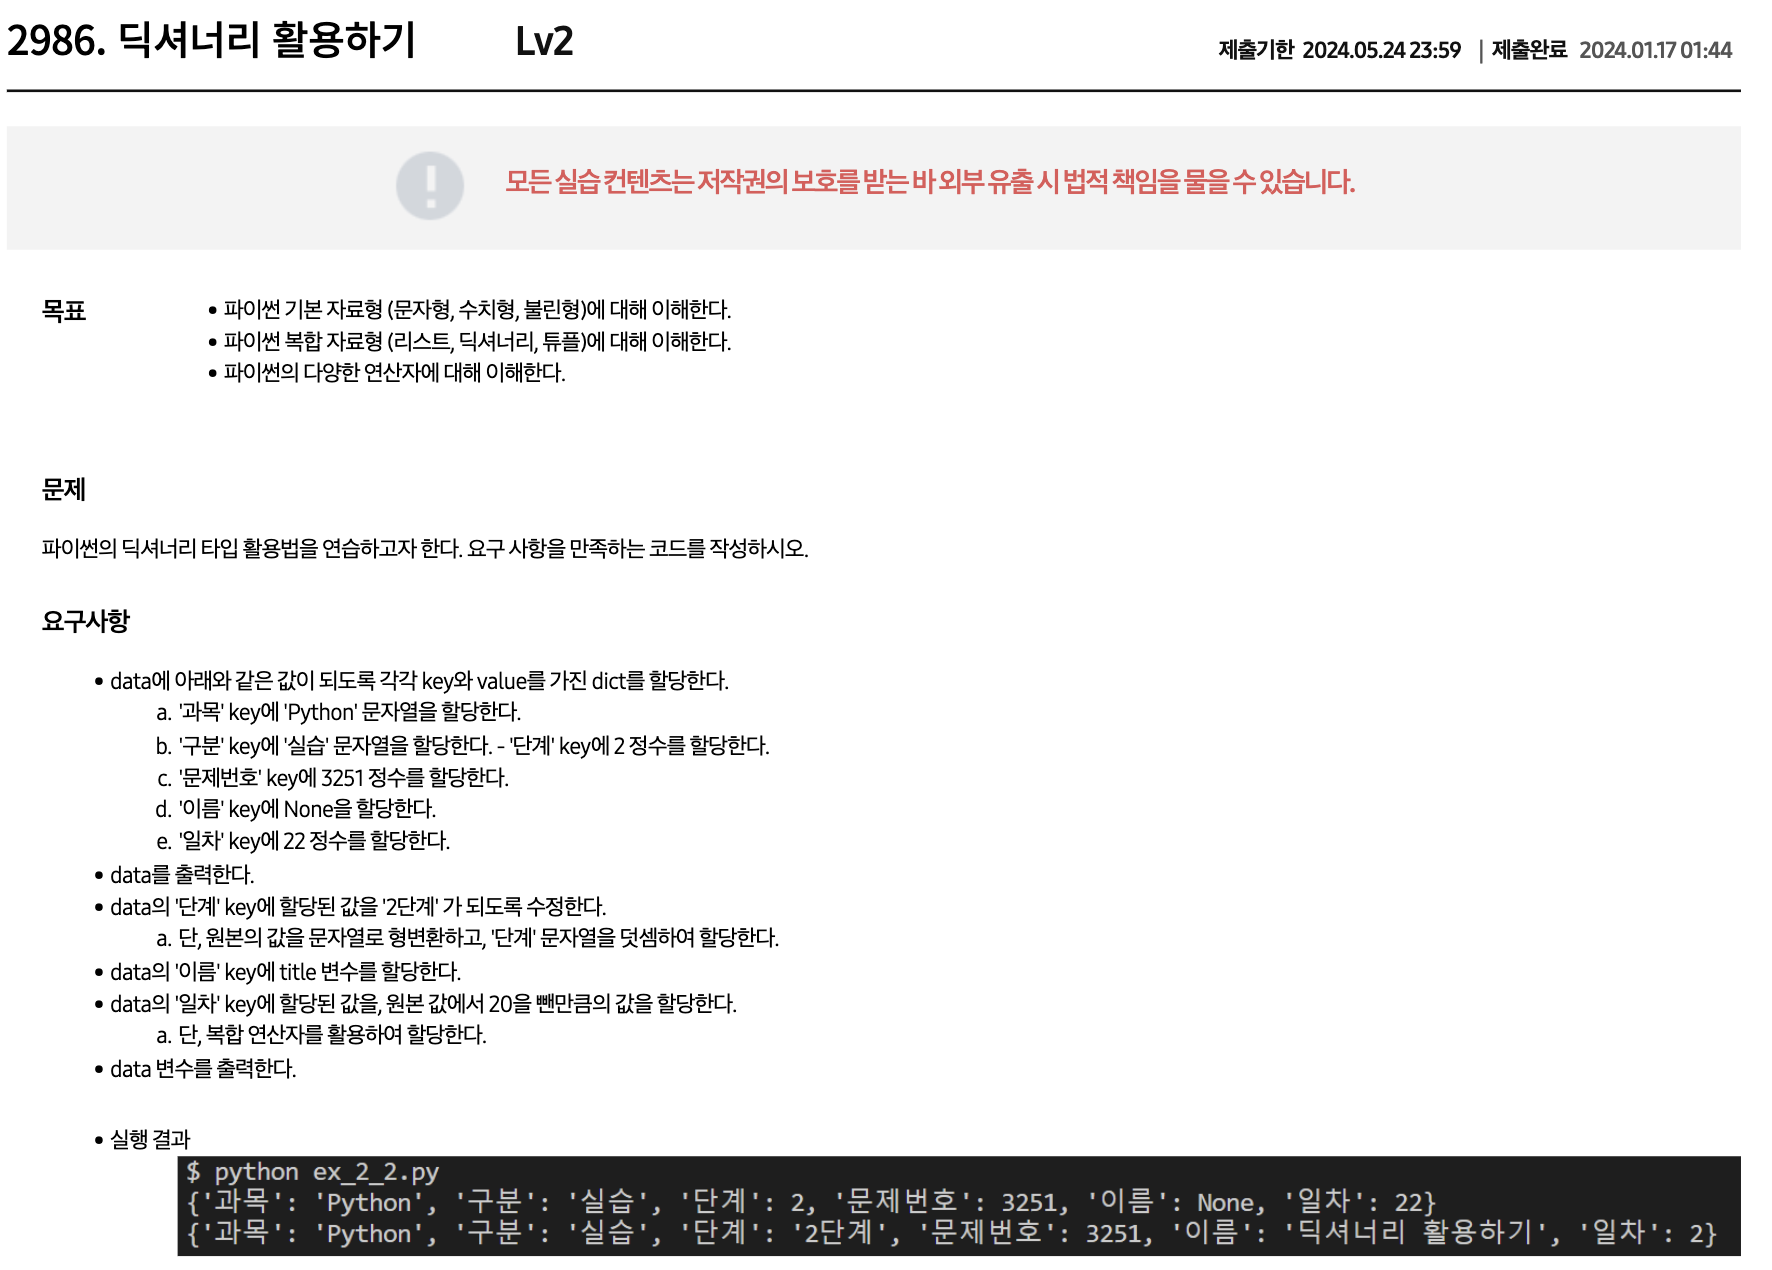 2986. 딕셔너리 활용하기 Lv2 제출기한 2024.05.24 23:59 | 제출완료 2024.01.17 01:44
모든 실습 컨텐츠는 저작권의 보호를 받는 바 외부 유출 시 법적 책임을 물을 수 있습니다.
목표
• 파이썬 기본 자료형 (문자형, 수치형, 불린형)에 대해 이해한다.
• 파이썬 복합 자료형 (리스트, 딕셔너리, 튜플)에 대해 이해한다.
• 파이썬의 다양한 연산자에 대해 이해한다.
문제
파이썬의 딕셔너리 타입 활용법을 연습하고자 한다. 요구 사항을 만족하는 코드를 작성하시오.
요구사항
• data에 아래와 같은 값이 되도록 각각 key와 value를 가진 dict를 할당한다.
a. '과목' key에 'Python' 문자열을 할당한다.
b. '구분' key에 '실습' 문자열을 할당한다. - '단계' key에 2 정수를 할당한다.
c. '문제번호' key에 3251 정수를 할당한다.
d. '이름' key에 None을 할당한다.
e. '일차' key에 22 정수를 할당한다.
• data를 출력한다.
• data의 '단계' key에 할당된 값을 '2단계' 가 되도록 수정한다.
a. 단, 원본의 값을 문자열로 형변환하고, '단계' 문자열을 덧셈하여 할당한다.
• data의 '이름' key에 title 변수를 할당한다.
• data의 '일차' key에 할당된 값을, 원본 값에서 20을 뺀만큼의 값을 할당한다.
a. 단, 복합 연산자를 활용하여 할당한다.
• data 변수를 출력한다.
• 실행 결과
$ python ex_2_2.py
{'과목': 'Python', '구분': '실습', '단계': 2, '문제번호': 3251, '이름': None, '일차': 22}
{'과목': 'Python', '구분': '실습', '단계': '2단계', '문제번호': 3251, '이름': '딕셔너리 활용하기', '일차': 2}